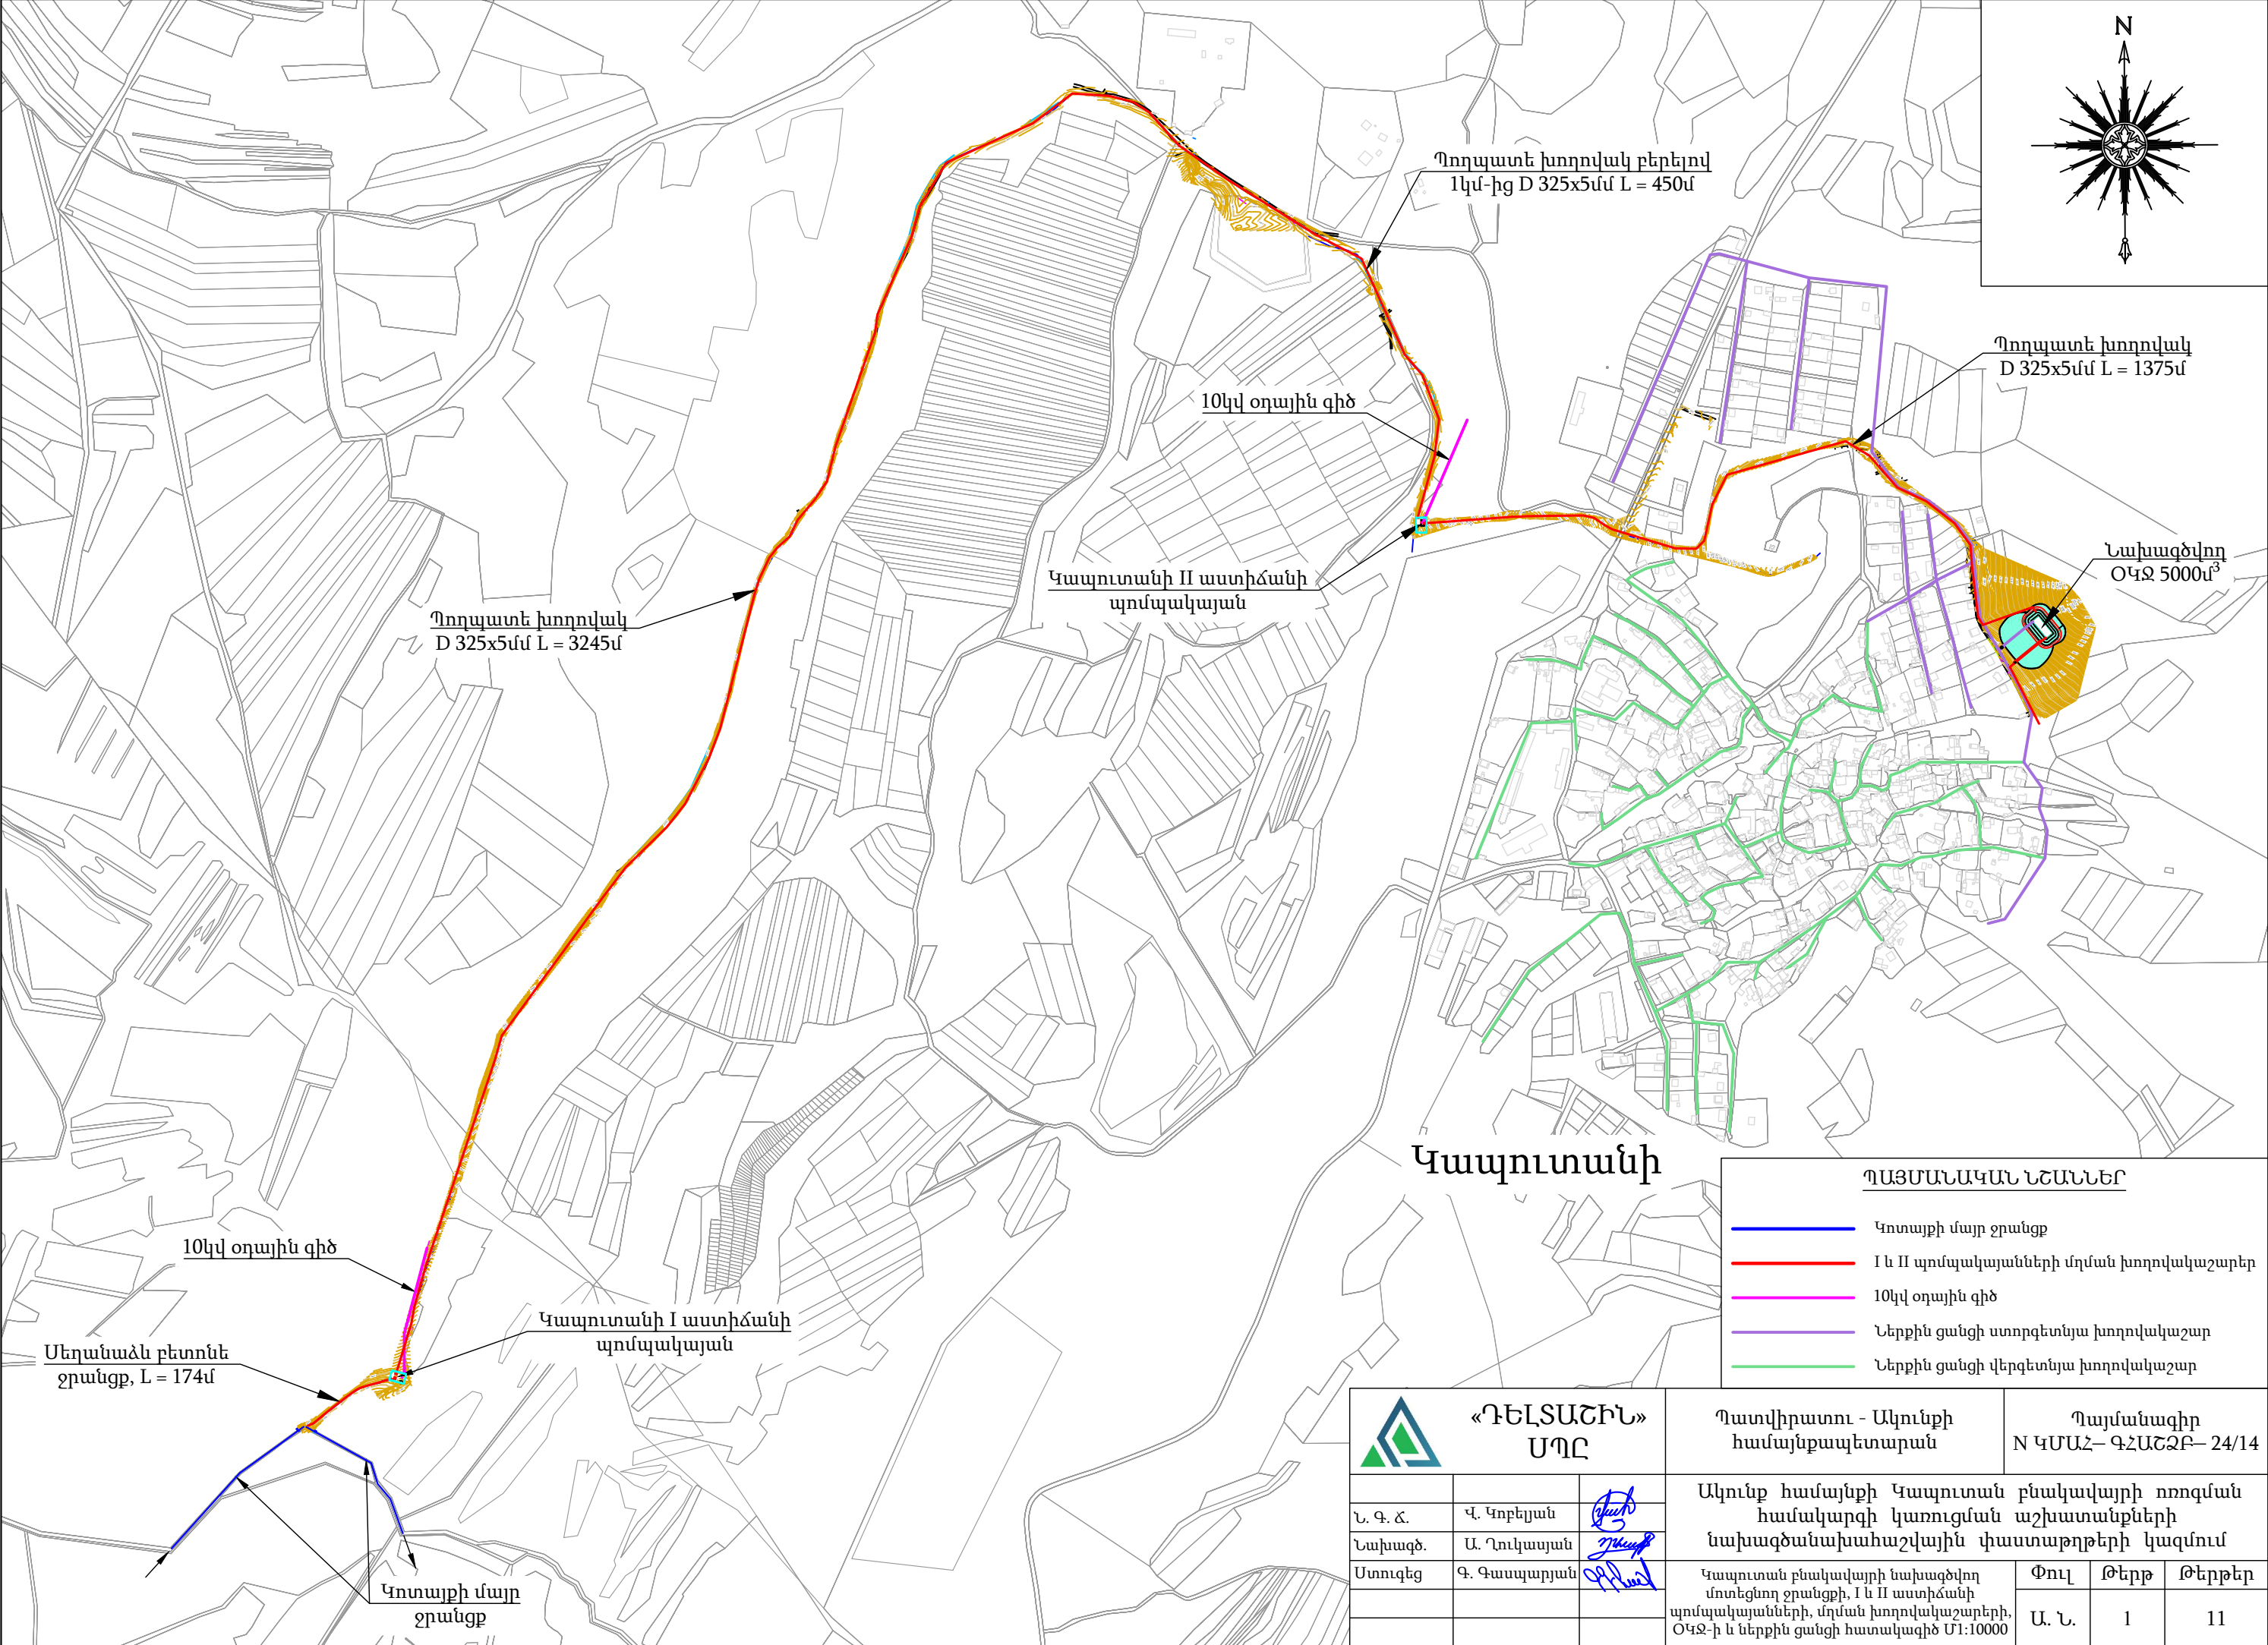 N
Պողպատե խողովակ բերելով
1կմ-ից D 325x5մմ L = 450մ
Պողպատե խողովակ
D 325x5մմ L = 1375մ
10կվ օդային գիծ
Նախագծվող
ՕԿՋ 5000մ³
Կապուտանի II աստիճանի
պոմպակայան
Պողպատե խողովակ
D 325x5մմ L = 3245մ
Կապուտանի
10կվ օդային գիծ
Կապուտանի I աստիճանի
պոմպակայան
Սեղանաձև բետոնե
ջրանցք, L = 174մ
Կոտայքի մայր
ջրանցք
ՊԱՅՄԱՆԱԿԱՆ ՆՇԱՆՆԵՐ
Կոտայքի մայր ջրանցք
I և II պոմպակայանների մղման խողովակաշարեր
10կվ օդային գիծ
Ներքին ցանցի ստորգետնյա խողովակաշար
Ներքին ցանցի վերգետնյա խողովակաշար
«ԴԵԼՏԱՇԻՆ»
ՍՊԸ
Պատվիրատու - Ակունքի
համայնքապետարան
Պայմանագիր
N ԿՄԱՀ— ԳՀԱՇՁԲ— 24/14
Ն. Գ. Ճ.
Վ. Կոբելյան
Նախագծ.
Ա. Ղուկասյան
Ստուգեց
Գ. Գասպարյան
Ակունք համայնքի Կապուտան բնակավայրի ոռոգման
համակարգի կառուցման աշխատանքների
նախագծանախահաշվային փաստաթղթերի կազմում
Կապուտան բնակավայրի նախագծվող
մոտեցնող ջրանցքի, I և II աստիճանի
պոմպակայանների, մղման խողովակաշարերի,
ՕԿՋ-ի և ներքին ցանցի հատակագիծ Մ1:10000
Փուլ
Թերթ
Թերթեր
Ա. Ն.
1
11